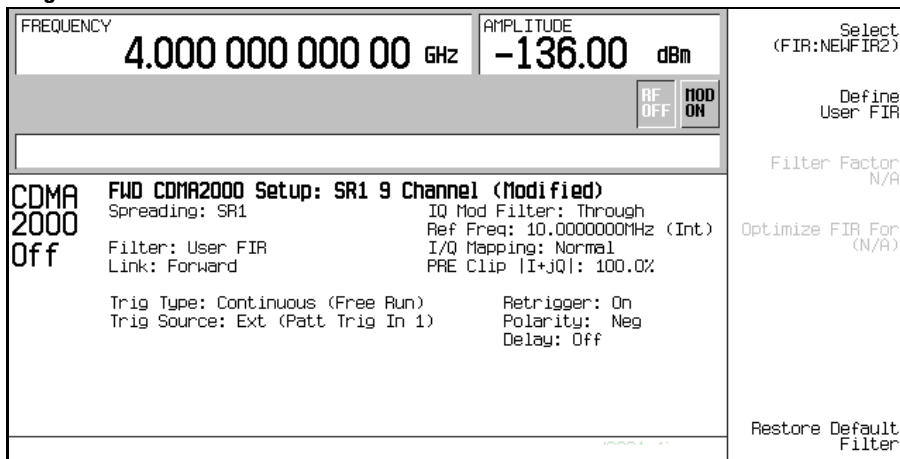 FREQUENCY
4.000 000 000 00 GHz
AMPLITUDE
-136.00 dBm
RF OFF
MOD ON
CDMA 2000 Off
FWD CDMA2000 Setup: SR1 9 Channel (Modified)
Spreading: SR1
IQ Mod Filter: Through
Ref Freq: 10.0000000MHz (Int)
Filter: User FIR
I/Q Mapping: Normal
Link: Forward
PRE Clip |I+jQ|: 100.0%
Trig Type: Continuous (Free Run)
Retrigger: On
Trig Source: Ext (Patt Trig In 1)
Polarity: Neg
Delay: Off
Select
(FIR:NEWFIR2)
Define
User FIR
Filter Factor
N/A
Optimize FIR For
(N/A)
Restore Default
Filter